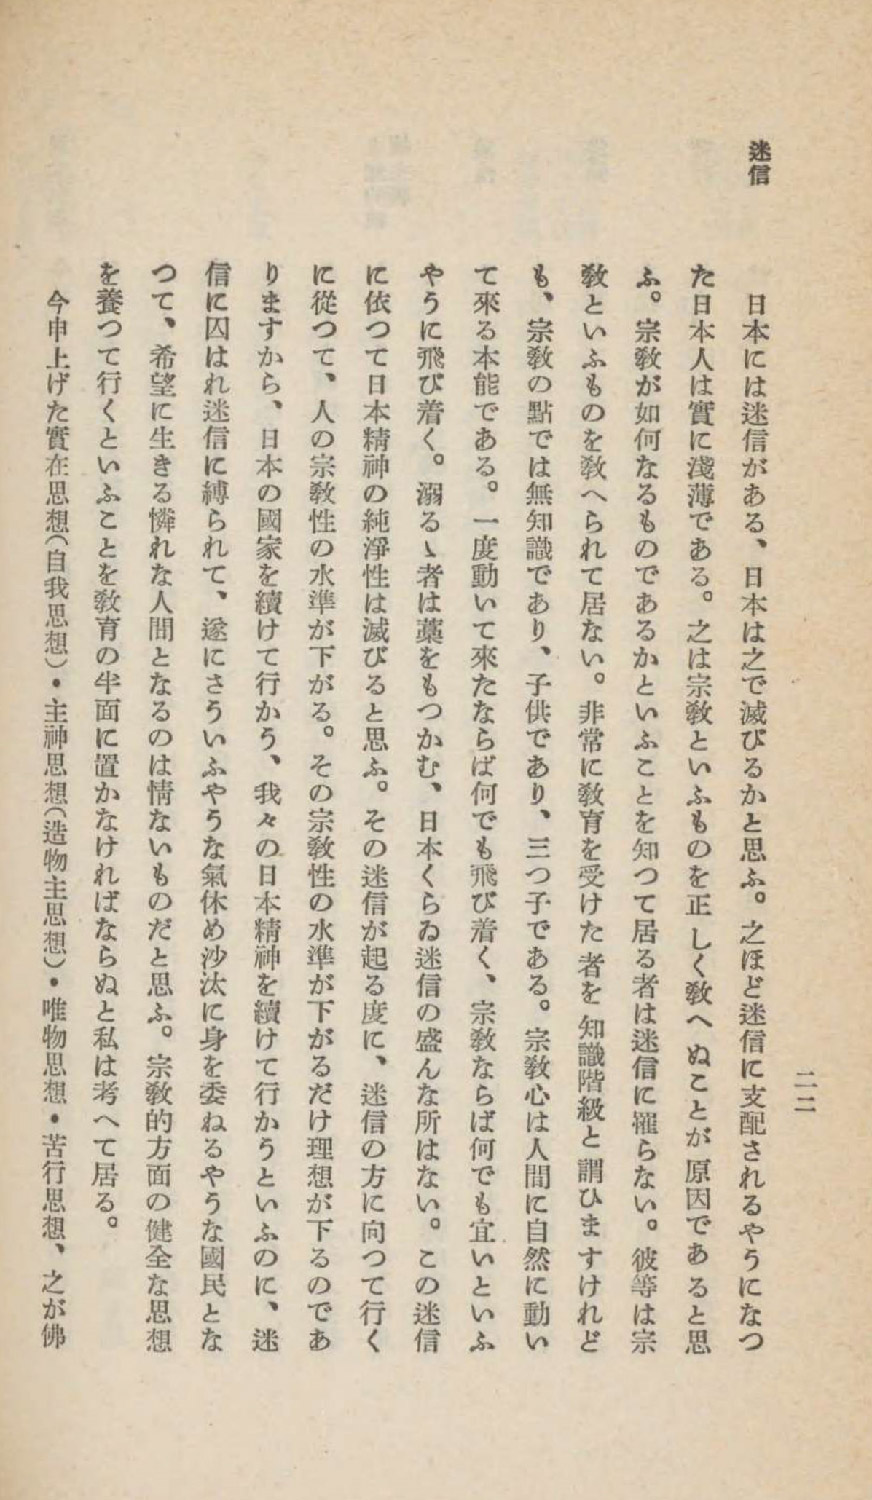 迷信
日本には迷信がある、日本は之で滅びるかと思ふ。之ほど迷信に支配されるやうになつ
た日本人は實に淺薄である。之は宗敎といふものを正しく敎へぬことが原因であると思
ふ。宗敎が如何なるものであるかといふことを知つて居る者は迷信に罹らない。彼等は宗
敎といふものを敎へられて居ない。非常に敎育を受けた者を知識階級と謂ひますけれど
も、宗敎の點では無知識であり、子供であり、三つ子である。宗敎心は人間に自然に動い
て來る本能である。一度動いて來たならば何でも飛び着く、宗敎ならば何でも宜いといふ
やうに飛び着く。溺るゝ者は藁をもつかむ、日本くらゐ迷信の盛んな所はない。この迷信
に依つて日本精神の純淨性は滅びると思ふ。その迷信が起る度に、迷信の方に向つて行く
に從つて、人の宗敎性の水準が下がる。その宗敎性の水準が下がるだけ理想が下るのであ
りますから、日本の國家を續けて行かう、我々の日本精神を續けて行かうといふのに、迷
信に囚はれ迷信に縛られて、遂にさういふやうな氣休め沙汰に身を委ねるやうな國民とな
つて、希望に生きる憐れな人間となるのは情ないものだと思ふ。宗敎的方面の健全な思想
を養つて行くといふことを敎育の半面に置かなければならぬと私は考へて居る。
今申上げた實在思想(自我思想)・主神思想(造物主思想)・唯物思想・苦行思想、之が佛
二二